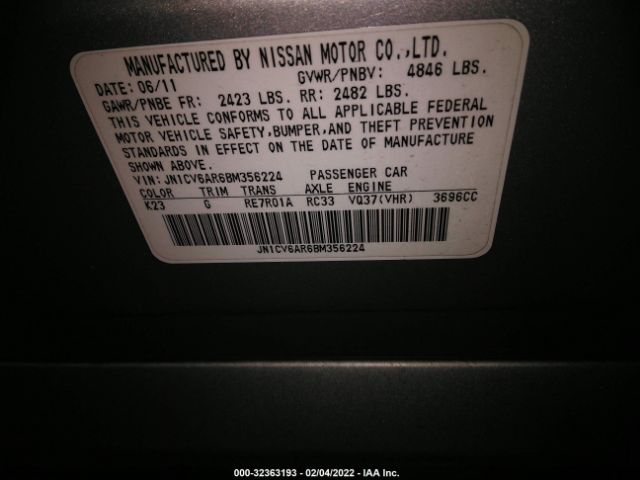 MANUFACTURED BY NISSAN MOTOR CO.,LTD.
DATE: 06/11 GVWR/PNBV: 4846 LBS.
GAWR/PNBE FR: 2423 LBS. RR: 2482 LBS.
THIS VEHICLE CONFORMS TO ALL APPLICABLE FEDERAL
MOTOR VEHICLE SAFETY,BUMPER,AND THEFT PREVENTION
STANDARDS IN EFFECT ON THE DATE OF MANUFACTURE
SHOWN ABOVE.
VIN: JN1CV6AR6BM356224 PASSENGER CAR
COLOR TRIM TRANS AXLE ENGINE
K23 G RE7R01A RC33 VQ37(VHR) 3696CC
JN1CV6AR6BM356224
000-32363193 - 02/04/2022 - IAA Inc.